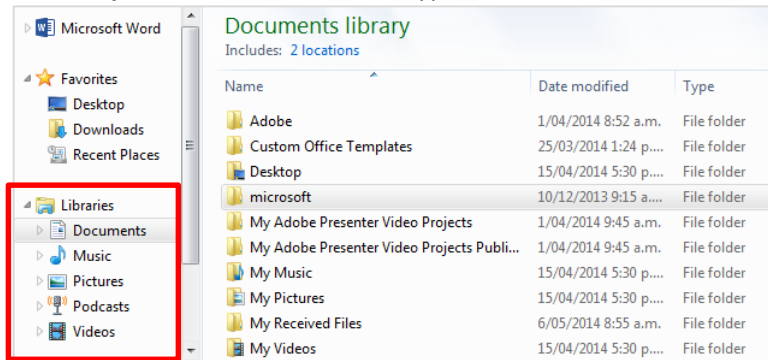 Microsoft Word
Favorites
Desktop
Downloads
Recent Places
Libraries
Documents
Music
Pictures
Podcasts
Videos
Documents library
Includes: 2 locations
Name Date modified Type
Adobe 1/04/2014 8:52 a.m. File folder
Custom Office Templates 25/03/2014 1:24 p.... File folder
Desktop 15/04/2014 5:30 p.... File folder
microsoft 10/12/2013 9:15 a.... File folder
My Adobe Presenter Video Projects 1/04/2014 9:45 a.m. File folder
My Adobe Presenter Video Projects Publi... 1/04/2014 9:45 a.m. File folder
My Music 15/04/2014 5:30 p.... File folder
My Pictures 15/04/2014 5:30 p.... File folder
My Received Files 6/05/2014 8:55 a.m. File folder
My Videos 15/04/2014 5:30 p.... File folder